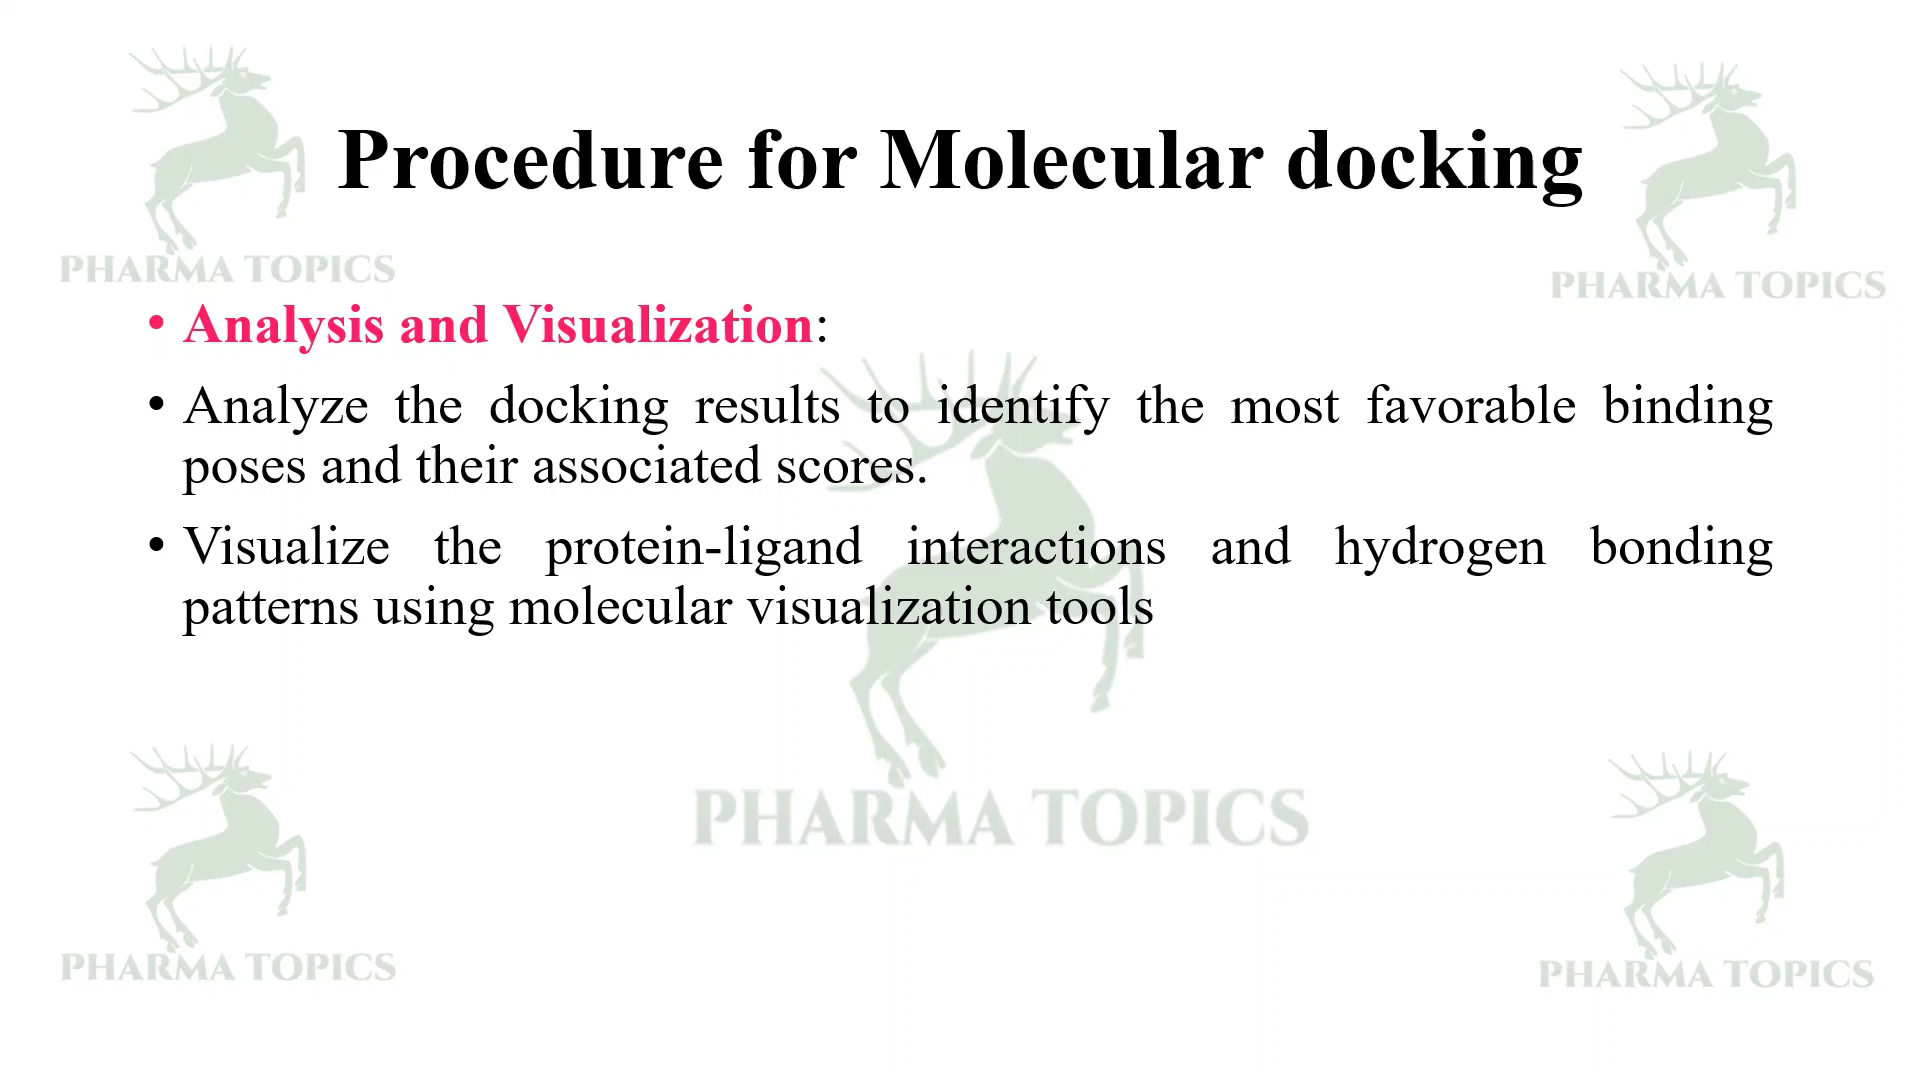 PHARMA TOPICS
PHARMA TOPICS
Procedure for Molecular docking
• Analysis and Visualization:
• Analyze the docking results to identify the most favorable binding
poses and their associated scores.
• Visualize the protein-ligand interactions and hydrogen bonding
patterns using molecular visualization tools
PHARMA TOPICS
PHARMA TOPICS
PHARMA TOPICS